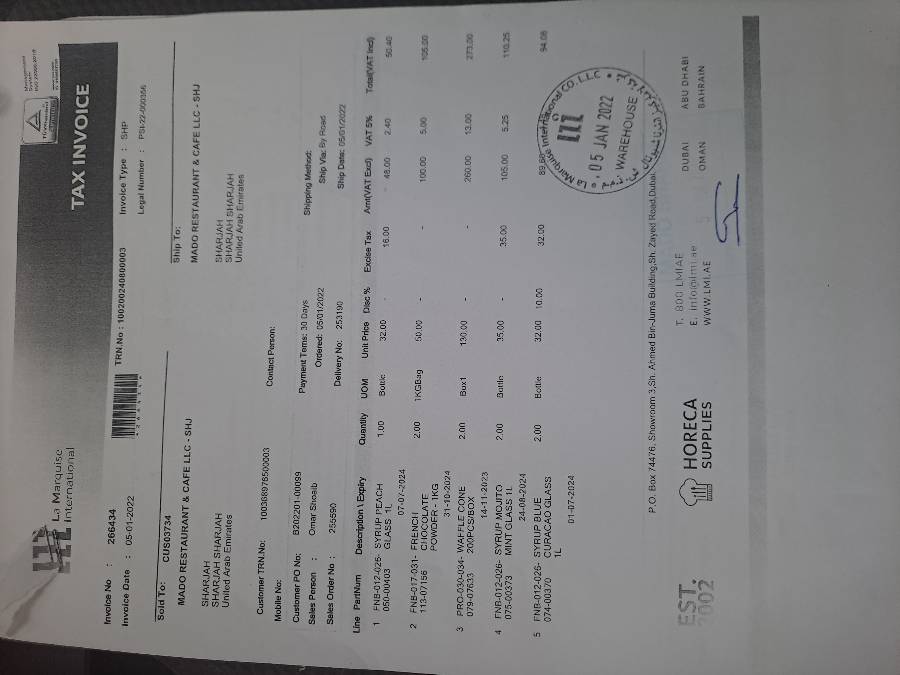 La Marquise
International
TAX INVOICE
Invoice No : 266434
TRN.No : 100200240800003
Invoice Type : SHP
Invoice Date : 05-01-2022
Legal Number : PSI-22-000356
Sold To: CUS03734
Ship To:
MADO RESTAURANT & CAFE LLC - SHJ
MADO RESTAURANT & CAFE LLC - SHJ
SHARJAH
SHARJAH SHARJAH
United Arab Emirates
SHARJAH
SHARJAH SHARJAH
United Arab Emirates
Customer TRN.No: 100368976500003
Mobile No:
Contact Person:
Customer PO No: B202201-00099
Payment Terms: 30 Days
Shipping Method:
Sales Person : Omar Shoaib
Ordered: 05/01/2022
Ship Via: By Road
Sales Order No : 255590
Delivery No: 253190
Ship Date: 05/01/2022
Line PartNum Description \ Expiry Quantity UOM Unit Price Disc % Excise Tax Amt(VAT Excl) VAT 5% Total(VAT Incl)
1 FNB-012-026- SYRUP PEACH 1.00 Bottle 32.00 - 16.00 48.00 2.40 50.40
050-00403 GLASS 1L
07-07-2024
2 FNB-017-031- FRENCH 2.00 1KGBag 50.00 - - 100.00 5.00 105.00
113-07156 CHOCOLATE
POWDER -1KG
31-10-2024
3 PRO-030-034- WAFFLE CONE 2.00 Box1 130.00 - - 260.00 13.00 273.00
079-07633 200PCS/BOX
14-11-2023
4 FNB-012-026- SYRUP MOJITO 2.00 Bottle 35.00 - 35.00 105.00 5.25 110.25
075-00373 MINT GLASS 1L
24-08-2024
5 FNB-012-026- SYRUP BLUE 2.00 Bottle 32.00 10.00 32.00 89.60 94.08
074-00370 CURACAO GLASS
1L
01-07-2024
La Marquise International CO. L.L.C
05 JAN 2022
WAREHOUSE
P.O. Box 74476, Showroom 3,Sh. Ahmed Bin-Juma Building,Sh. Zayed Road,Dubai
EST.
2002
HORECA
SUPPLIES
T. 800 LMIAE
E. info@lmi.ae
WWW.LMI.AE
DUBAI
ABU DHABI
OMAN
BAHRAIN